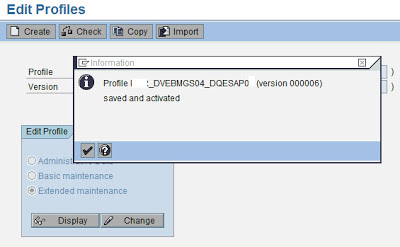 Edit Profiles
Create Check Copy Import
Information
Profile _DVEBMGS04_DQESAP0 (version 000006)
saved and activated
Profile )
Version )
Edit Profile
Basic maintenance
Extended maintenance
Display Change